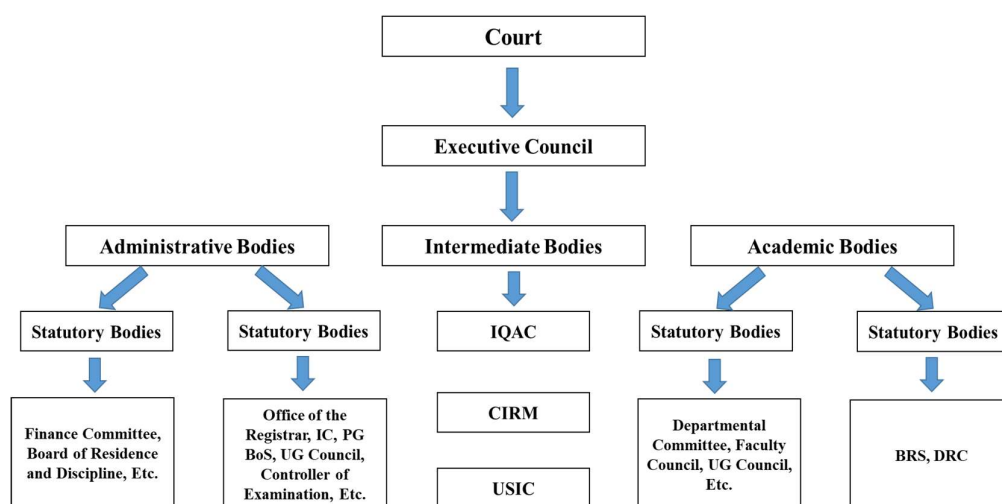 Court
Executive Council
Administrative Bodies
Intermediate Bodies
Academic Bodies
Statutory Bodies
Statutory Bodies
IQAC
Statutory Bodies
Statutory Bodies
Finance Committee,
Board of Residence
and Discipline, Etc.
Office of the
Registrar, IC, PG
BoS, UG Council,
Controller of
Examination, Etc.
CIRM
USIC
Departmental
Committee, Faculty
Council, UG Council,
Etc.
BRS, DRC